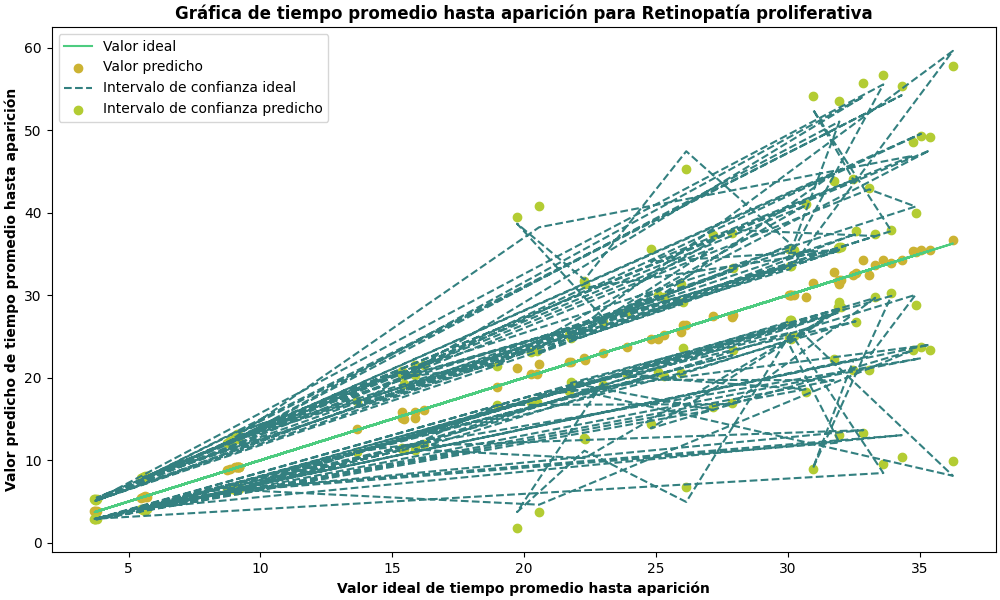 Gráfica de tiempo promedio hasta aparición para Retinopatía proliferativa
Valor ideal
Valor predicho
Intervalo de confianza ideal
Intervalo de confianza predicho
Valor predicho de tiempo promedio hasta aparición
60
50
40
30
20
10
0
5
10
15
20
25
30
35
Valor ideal de tiempo promedio hasta aparición